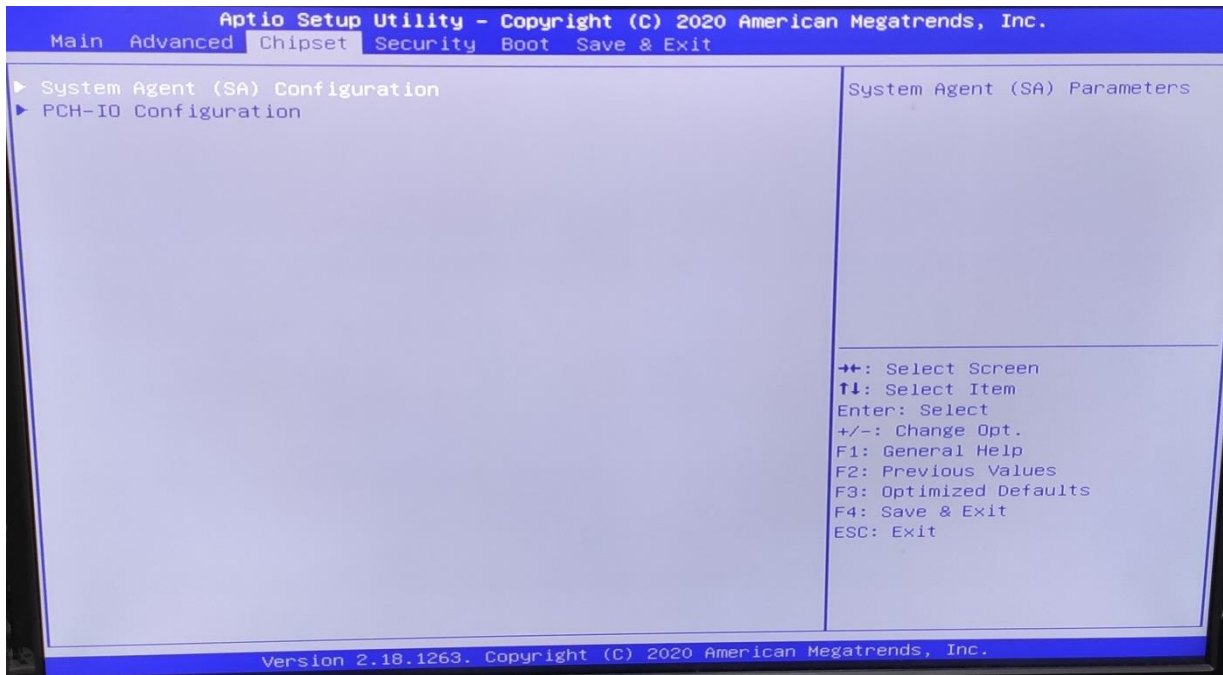 Aptio Setup Utility – Copyright (C) 2020 American Megatrends, Inc.
Main Advanced Chipset Security Boot Save & Exit
► System Agent (SA) Configuration
► PCH-IO Configuration
System Agent (SA) Parameters
→←: Select Screen
↑↓: Select Item
Enter: Select
+/-: Change Opt.
F1: General Help
F2: Previous Values
F3: Optimized Defaults
F4: Save & Exit
ESC: Exit
Version 2.18.1263. Copyright (C) 2020 American Megatrends, Inc.